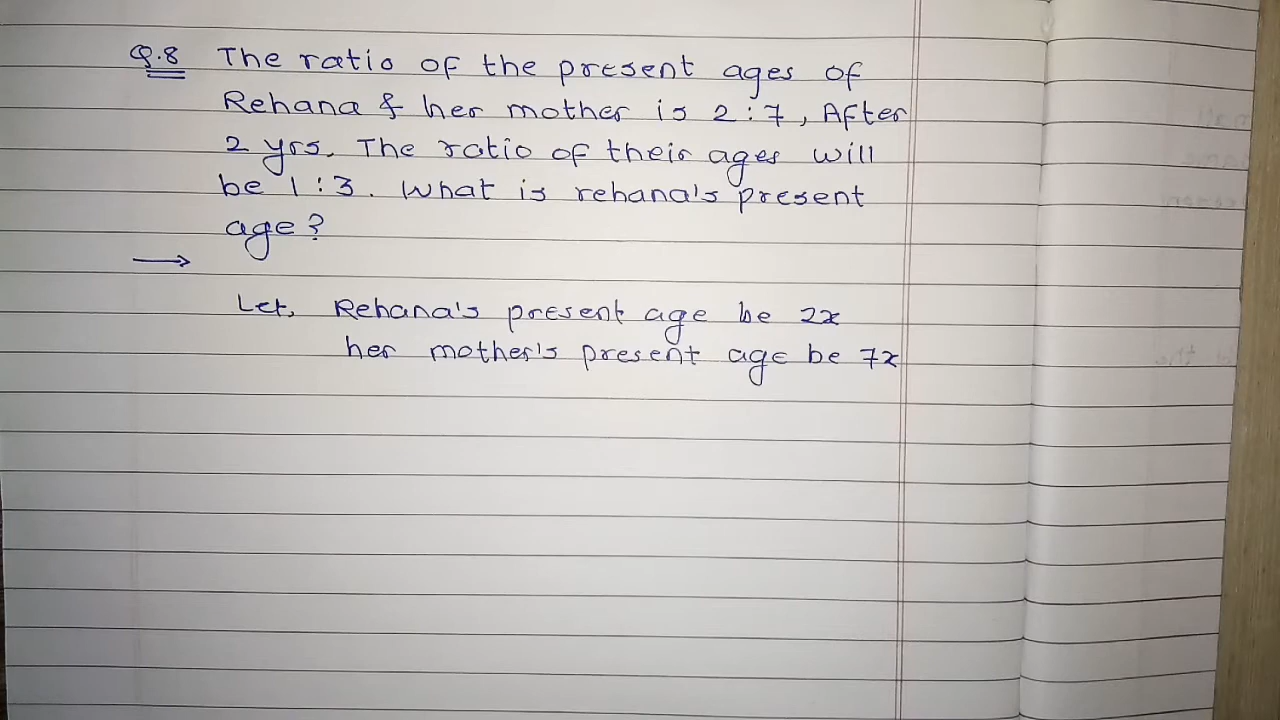 Q.8 The ratio of the present ages of
Rehana & her mother is 2:7, After
2 yrs. The ratio of their ages will
be 1:3. What is rehana's present
age?
→
Let, Rehana's present age be 2x
her mother's present age be 7x